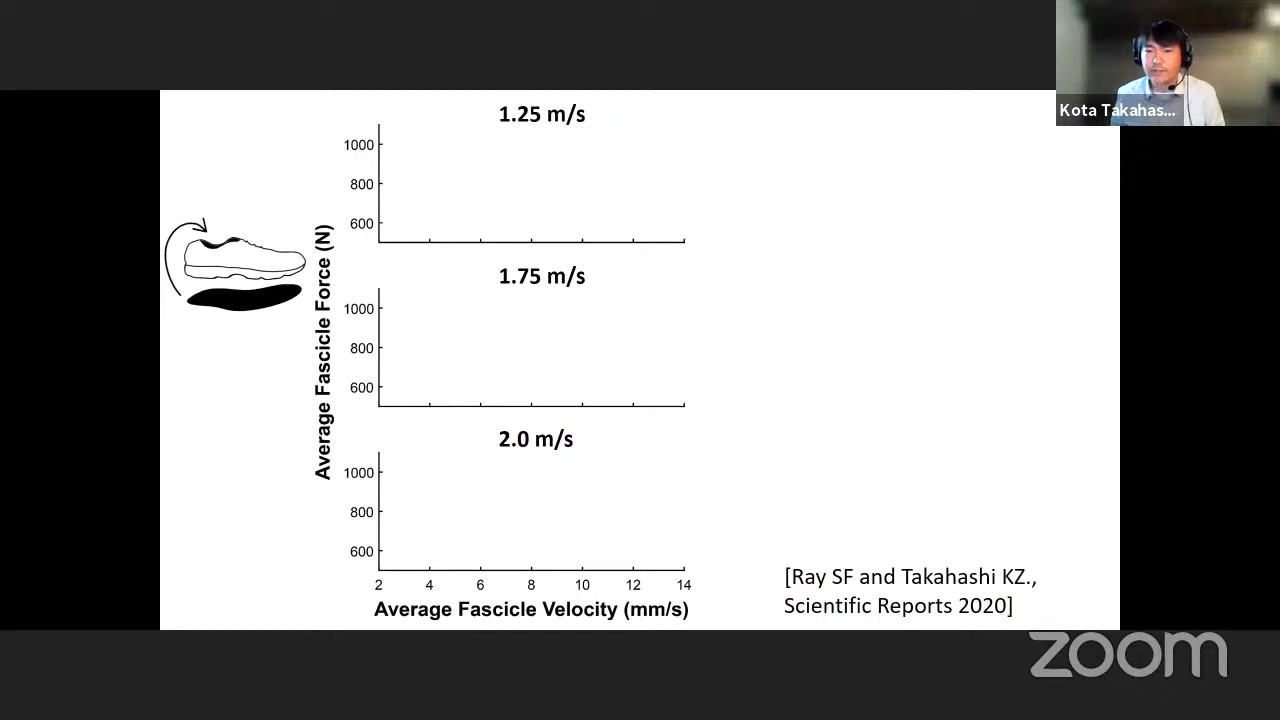 Kota Takahas...
1.25 m/s
1000
800
600
1.75 m/s
1000
800
600
2.0 m/s
1000
800
600
2 4 6 8 10 12 14
Average Fascicle Force (N)
Average Fascicle Velocity (mm/s)
[Ray SF and Takahashi KZ.,
Scientific Reports 2020]
zoom